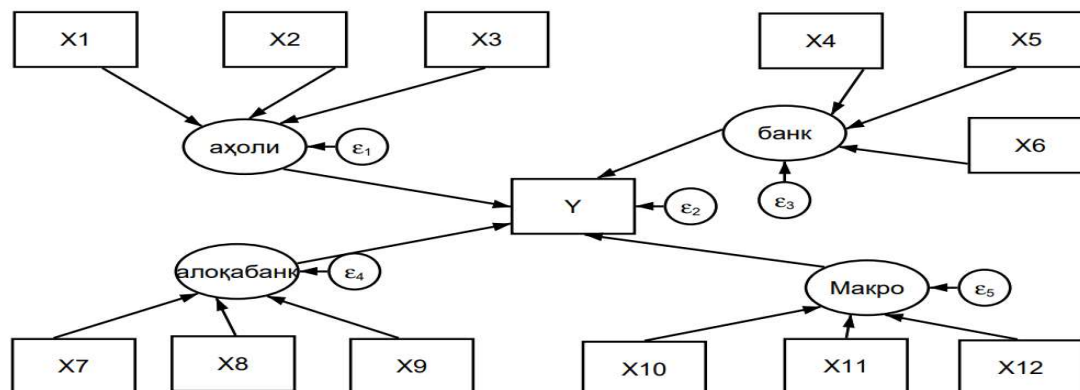 X1
X2
X3
X4
X5
аҳоли
ε1
банк
X6
Y
ε2
ε3
алоқабанк
ε4
Макро
ε5
X7
X8
X9
X10
X11
X12